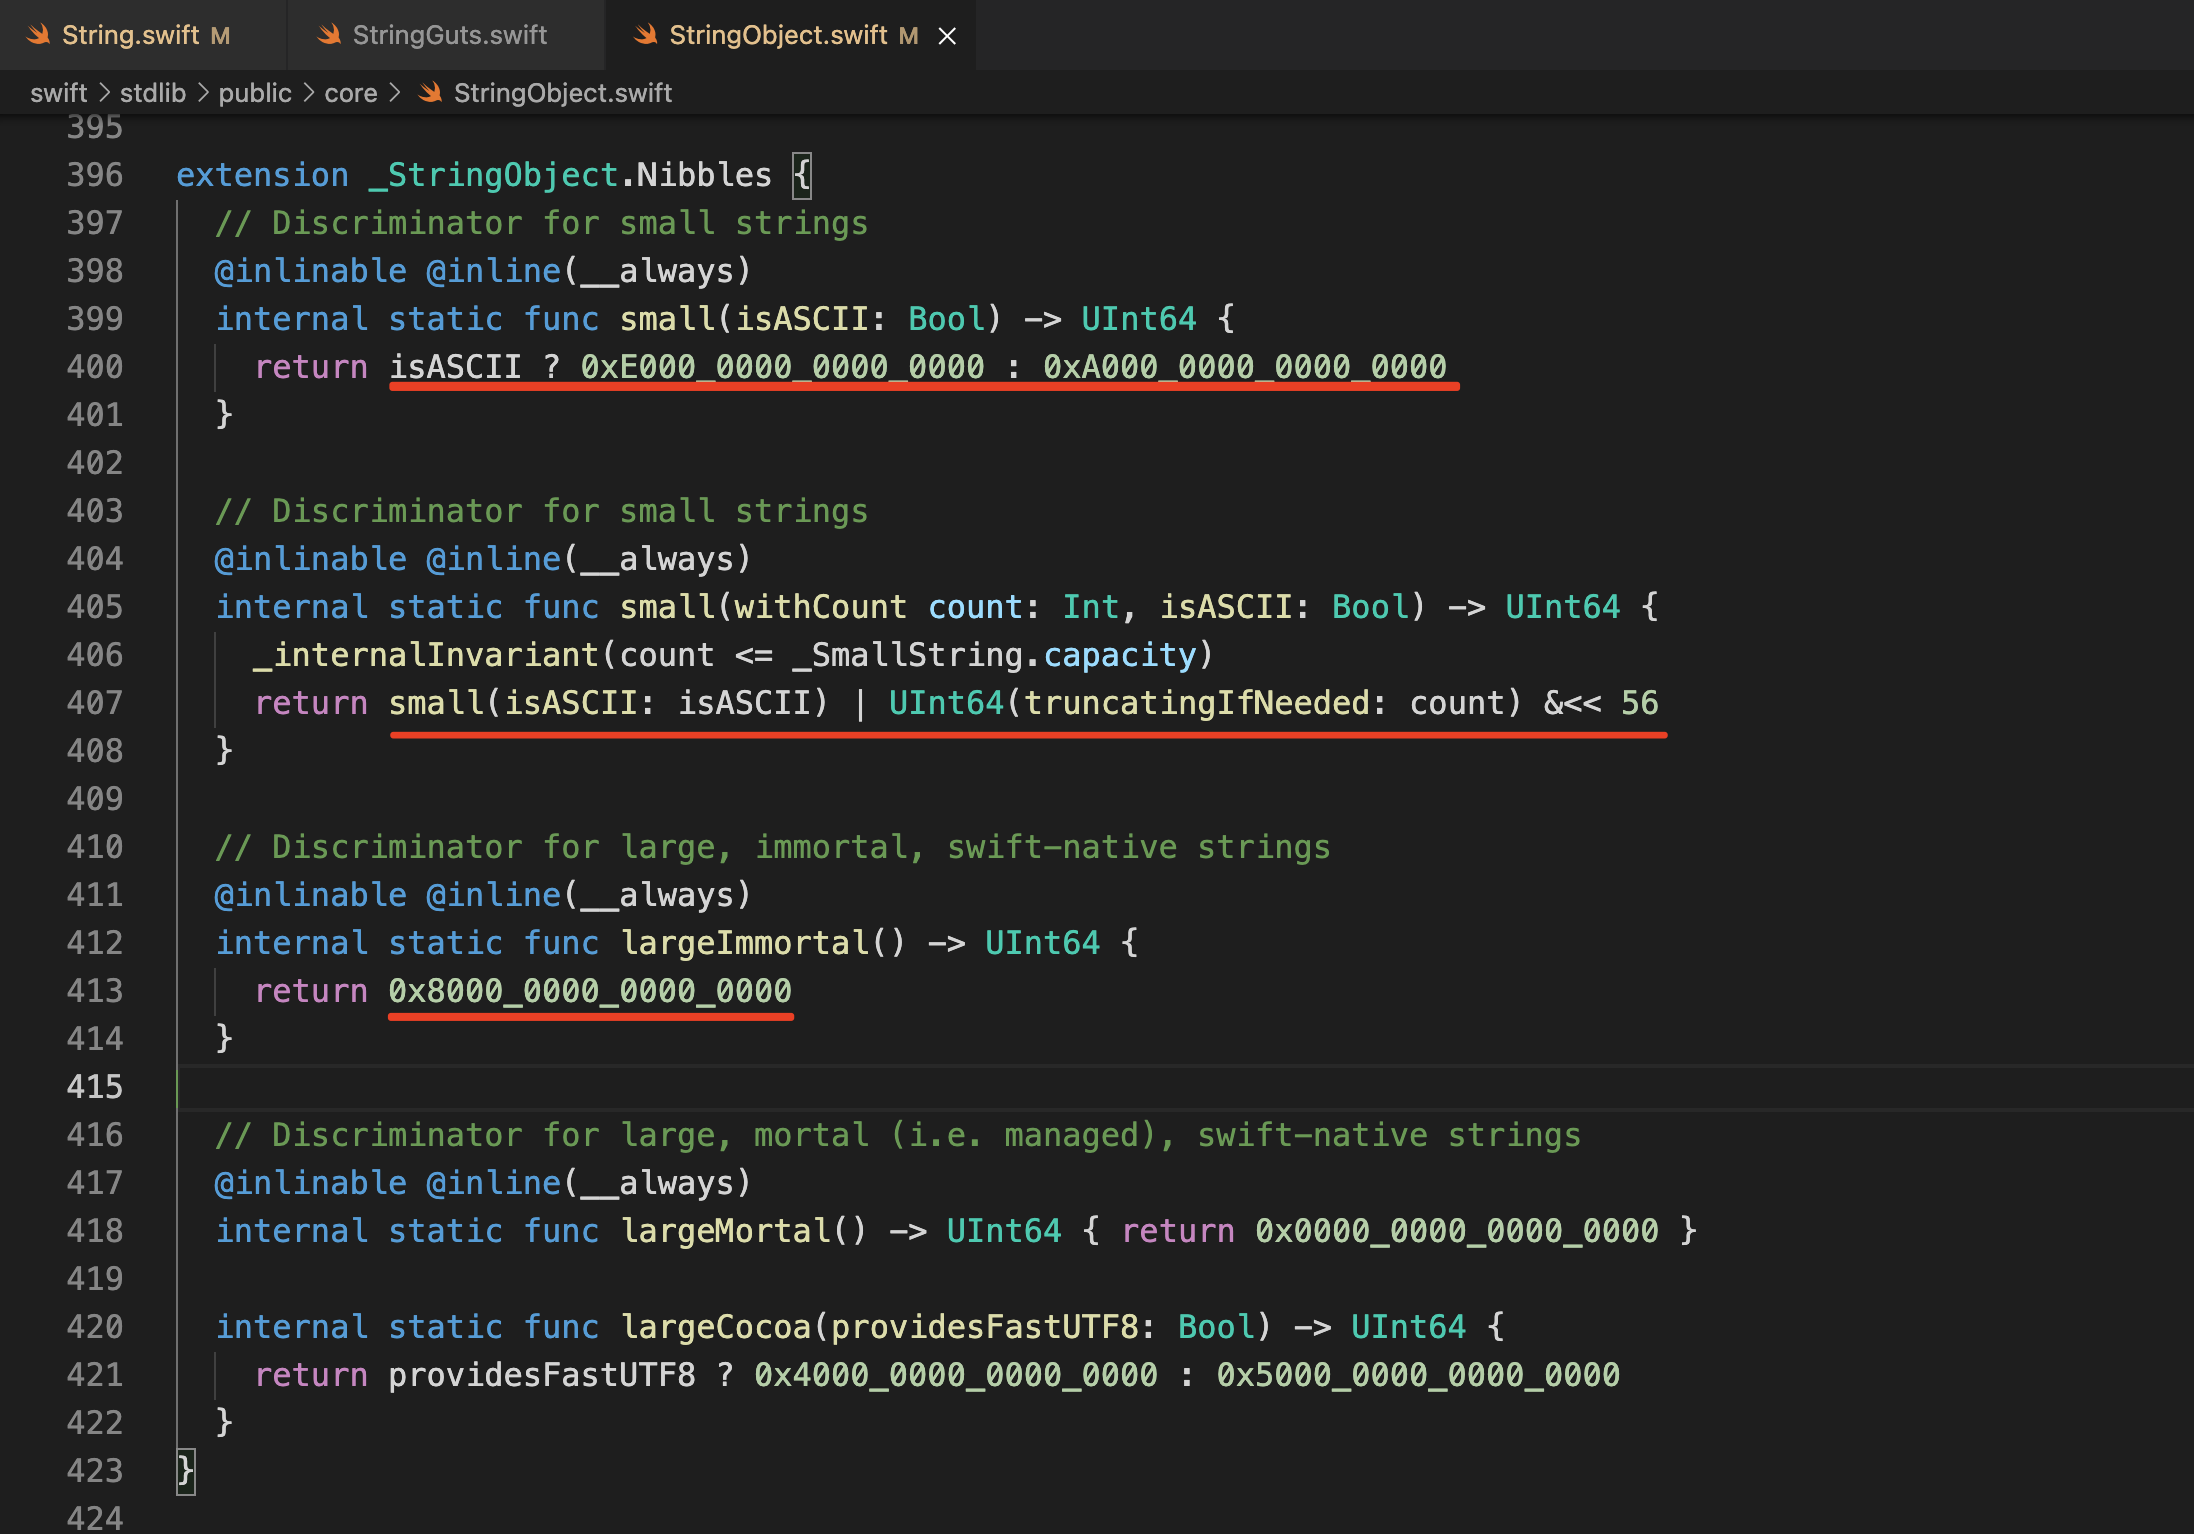 String.swift M StringGuts.swift StringObject.swift M
swift > stdlib > public > core > StringObject.swift
395
396 extension _StringObject.Nibbles {
397 // Discriminator for small strings
398 @inlinable @inline(__always)
399 internal static func small(isASCII: Bool) -> UInt64 {
400 return isASCII ? 0xE000_0000_0000_0000 : 0xA000_0000_0000_0000
401 }
402
403 // Discriminator for small strings
404 @inlinable @inline(__always)
405 internal static func small(withCount count: Int, isASCII: Bool) -> UInt64 {
406 _internalInvariant(count <= _SmallString.capacity)
407 return small(isASCII: isASCII) | UInt64(truncatingIfNeeded: count) &<< 56
408 }
409
410 // Discriminator for large, immortal, swift-native strings
411 @inlinable @inline(__always)
412 internal static func largeImmortal() -> UInt64 {
413 return 0x8000_0000_0000_0000
414 }
415
416 // Discriminator for large, mortal (i.e. managed), swift-native strings
417 @inlinable @inline(__always)
418 internal static func largeMortal() -> UInt64 { return 0x0000_0000_0000_0000 }
419
420 internal static func largeCocoa(providesFastUTF8: Bool) -> UInt64 {
421 return providesFastUTF8 ? 0x4000_0000_0000_0000 : 0x5000_0000_0000_0000
422 }
423 }
424